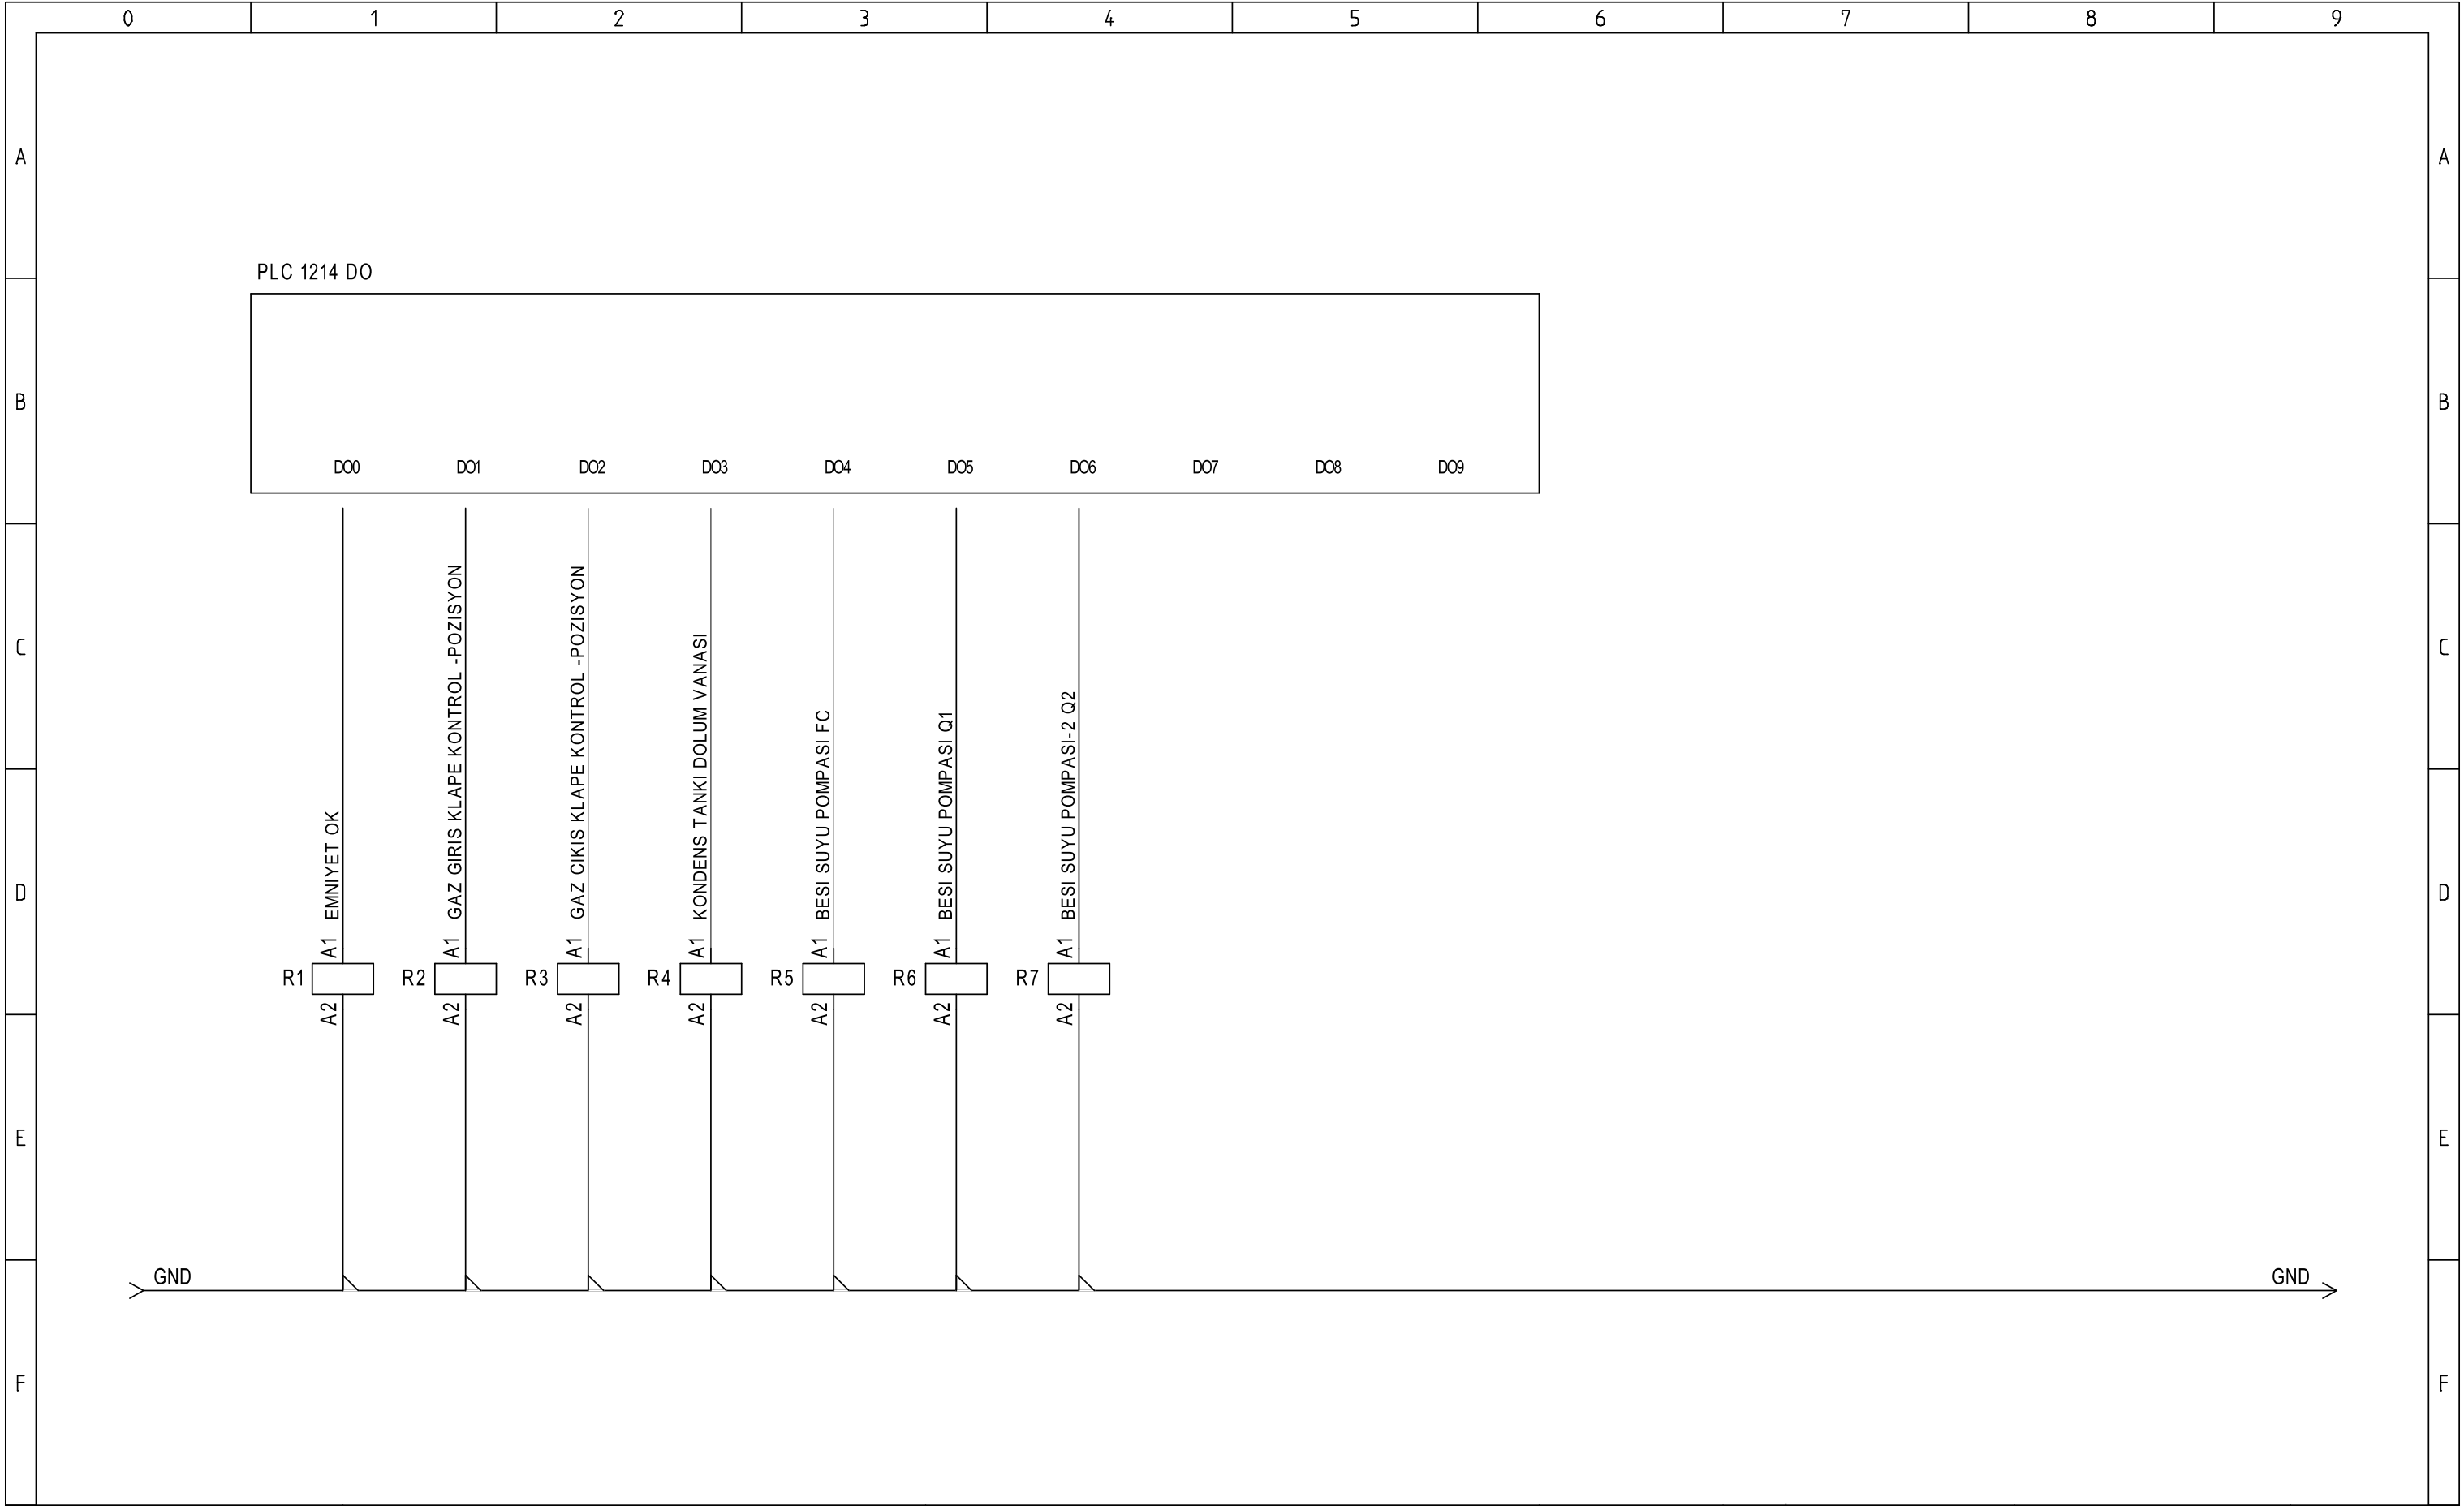 0 1 2 3 4 5 6 7 8 9
A A
PLC 1214 DO
B B
DO0 DO1 DO2 DO3 DO4 DO5 DO6 DO7 DO8 DO9
C C
EMNIYET OK
GAZ GIRIS KLAPE KONTROL -POZISYON
GAZ CIKIS KLAPE KONTROL -POZISYON
KONDENS TANKI DOLUM VANASI
BESI SUYU POMPASI FC
BESI SUYU POMPASI Q1
BESI SUYU POMPASI-2 Q2
D D
A1 A1 A1 A1 A1 A1 A1
R1 R2 R3 R4 R5 R6 R7
A2 A2 A2 A2 A2 A2 A2
E E
GND GND
F F